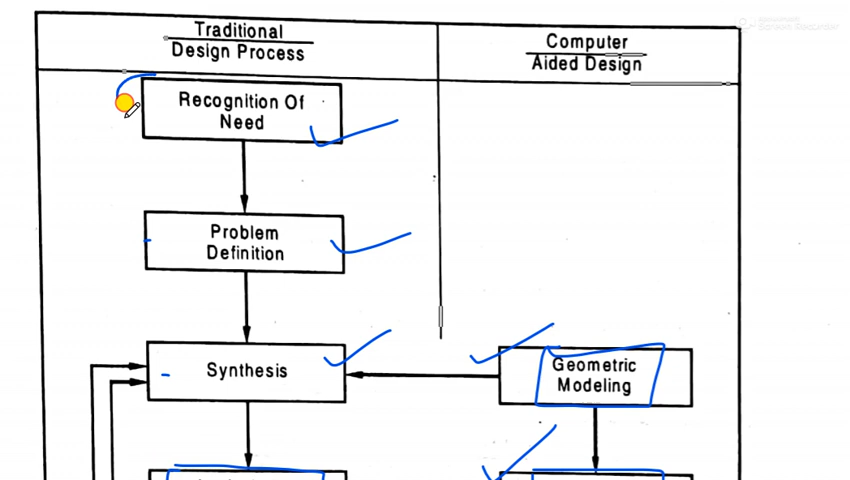 Traditional
Design Process
Computer
Aided Design
Recognition Of
Need
Problem
Definition
Synthesis
Geometric
Modeling